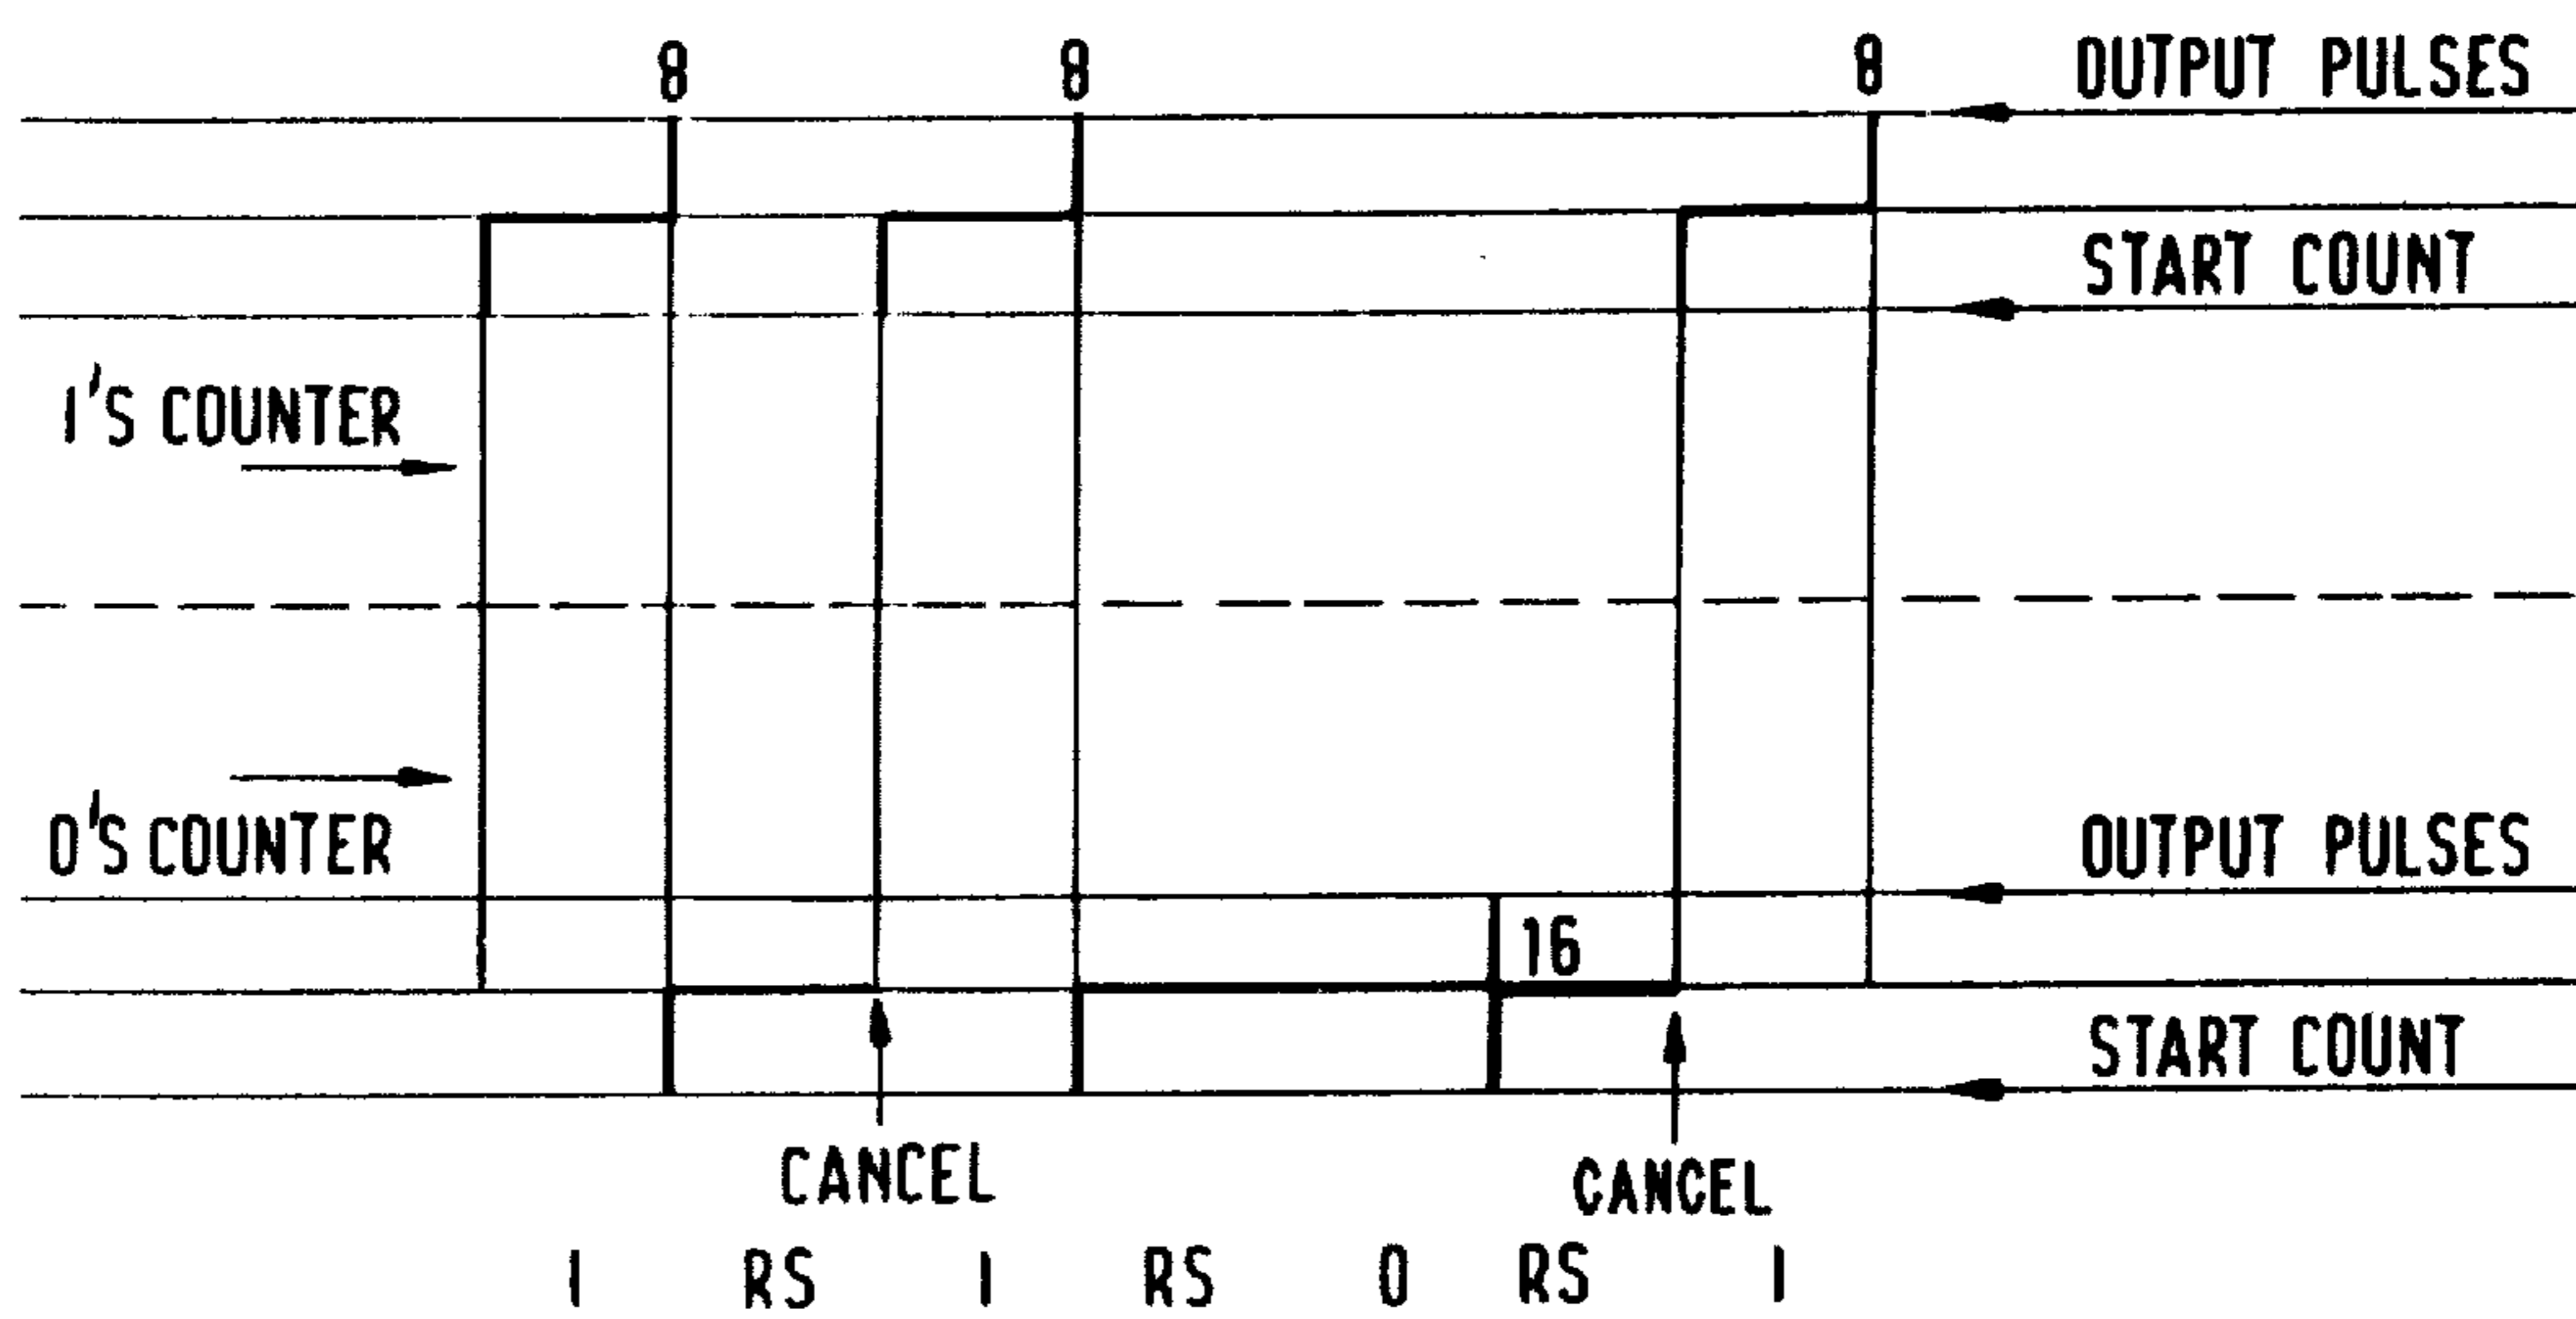 8 8 8 OUTPUT PULSES
START COUNT
1'S COUNTER
0'S COUNTER
OUTPUT PULSES
16
START COUNT
CANCEL CANCEL
1 RS 1 RS 0 RS 1